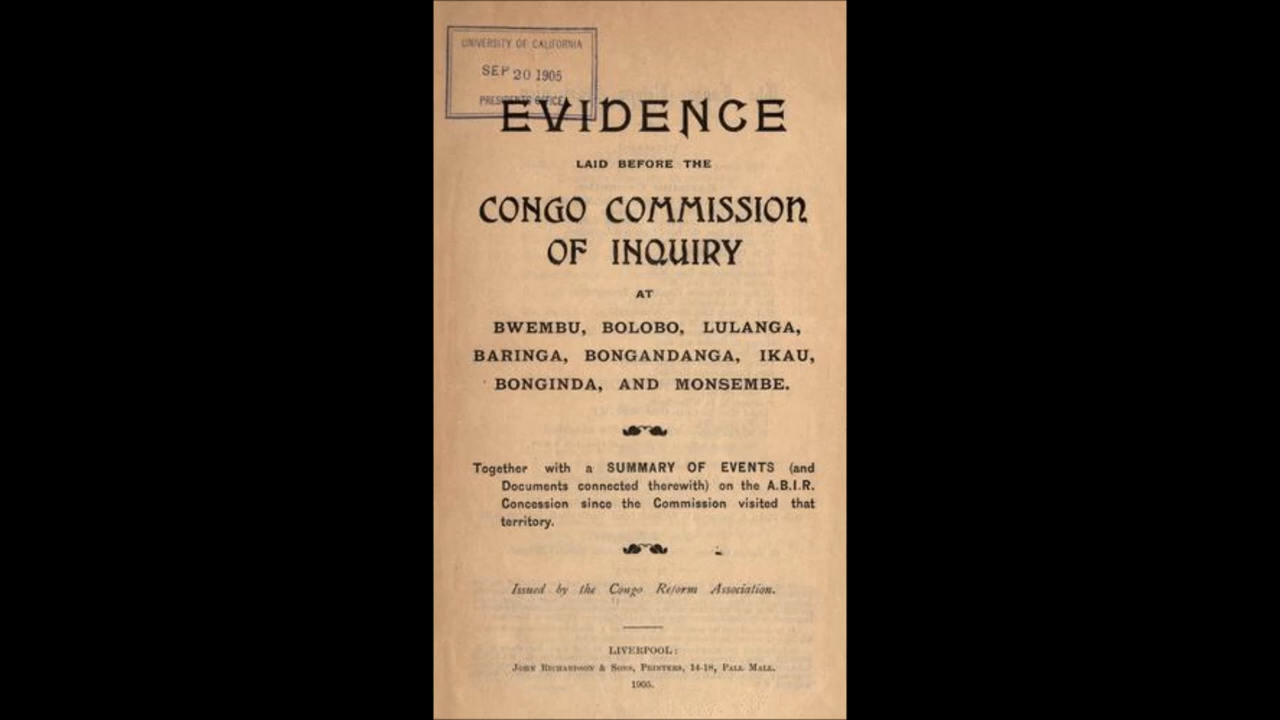 UNIVERSITY OF CALIFORNIA
SEP 20 1905
PRESIDENTS OFFICE
EVIDENCE
LAID BEFORE THE
CONGO COMMISSION
OF INQUIRY
AT
BWEMBU, BOLOBO, LULANGA,
BARINGA, BONGANDANGA, IKAU,
BONGINDA, AND MONSEMBE.
Together with a SUMMARY OF EVENTS (and
Documents connected therewith) on the A.B.I.R.
Concession since the Commission visited that
territory.
Issued by the Congo Reform Association.
LIVERPOOL:
JOHN RICHARDSON & SONS, PRINTERS, 14-18, PALL MALL.
1905.